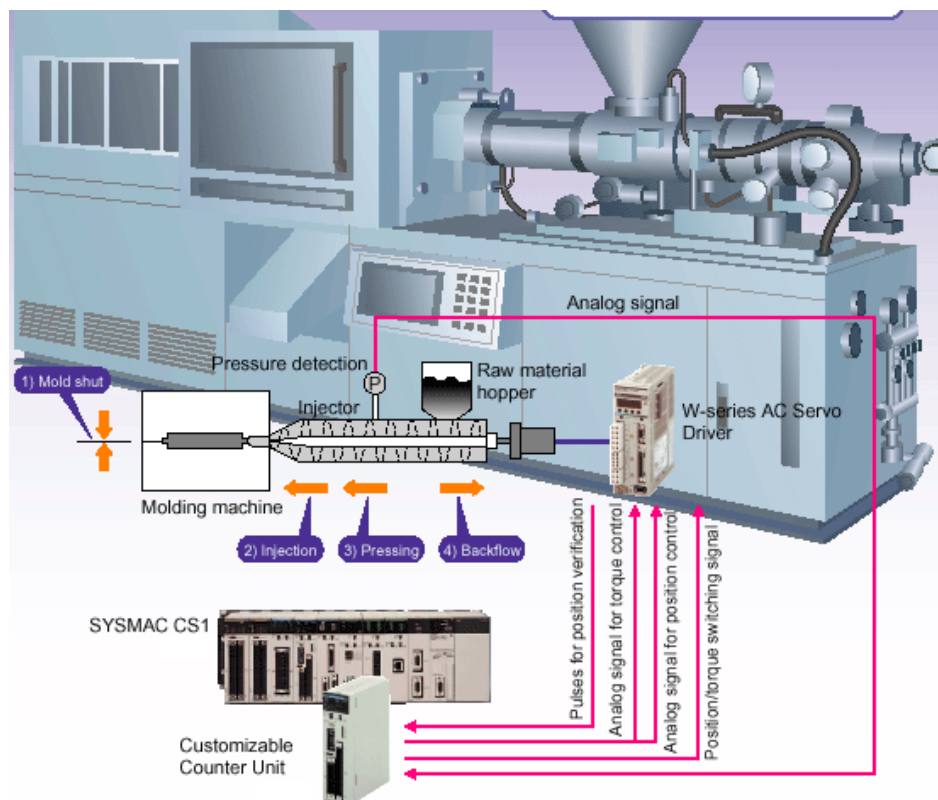 Analog signal
Pressure detection
Raw material
hopper
1) Mold shut
P
Injector
W-series AC Servo
Driver
Molding machine
2) Injection
3) Pressing
4) Backflow
Pulses for position verification
Analog signal for torque control
Analog signal for position control
Position/torque switching signal
SYSMAC CS1
Customizable
Counter Unit